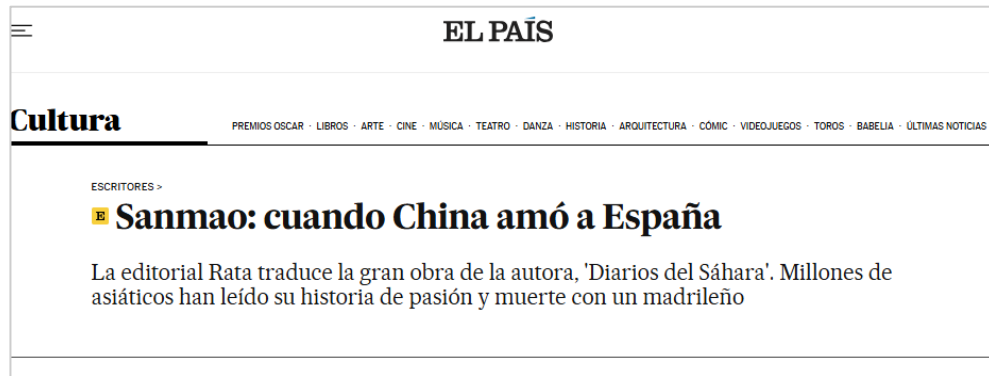 EL PAÍS
Cultura
PREMIOS OSCAR · LIBROS · ARTE · CINE · MÚSICA · TEATRO · DANZA · HISTORIA · ARQUITECTURA · CÓMIC · VIDEOJUEGOS · TOROS · BABELIA · ÚLTIMAS NOTICIAS
ESCRITORES >
E Sanmao: cuando China amó a España
La editorial Rata traduce la gran obra de la autora, 'Diarios del Sáhara'. Millones de
asiáticos han leído su historia de pasión y muerte con un madrileño